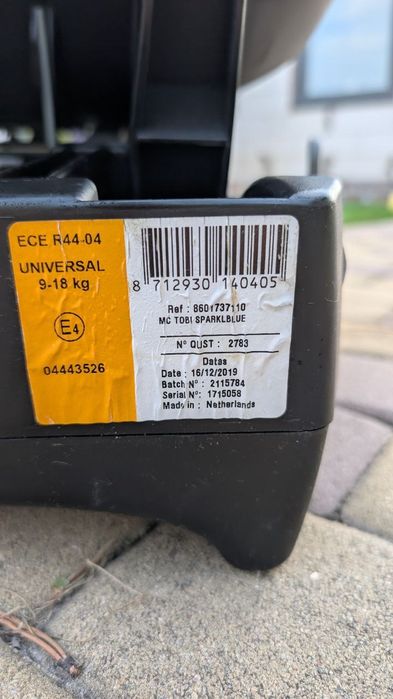 ECE R44-04
UNIVERSAL
9-18 kg
E4
04443526
8 712930 140405
Ref : 8601737110
MC TOBI SPARKLBLUE
N° QUST : 2783
Datas
Date : 16/12/2019
Batch N° : 2115784
Serial N°: 1715058
Made in : Netherlands